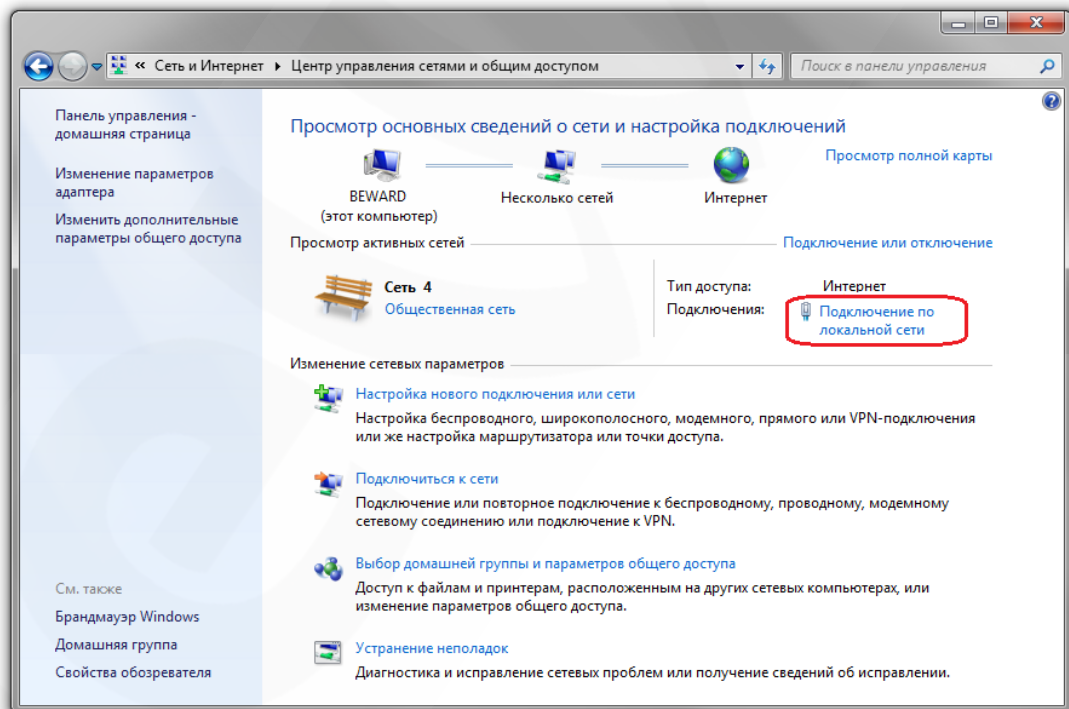 « Сеть и Интернет ▸ Центр управления сетями и общим доступом
Поиск в панели управления
Панель управления -
домашняя страница
Изменение параметров
адаптера
Изменить дополнительные
параметры общего доступа
Просмотр основных сведений о сети и настройка подключений
Просмотр полной карты
BEWARD
(этот компьютер)
Несколько сетей
Интернет
Просмотр активных сетей
Подключение или отключение
Сеть 4
Общественная сеть
Тип доступа:
Интернет
Подключения:
Подключение по
локальной сети
Изменение сетевых параметров
Настройка нового подключения или сети
Настройка беспроводного, широкополосного, модемного, прямого или VPN-подключения
или же настройка маршрутизатора или точки доступа.
Подключиться к сети
Подключение или повторное подключение к беспроводному, проводному, модемному
сетевому соединению или подключение к VPN.
Выбор домашней группы и параметров общего доступа
Доступ к файлам и принтерам, расположенным на других сетевых компьютерах, или
изменение параметров общего доступа.
Устранение неполадок
Диагностика и исправление сетевых проблем или получение сведений об исправлении.
См. также
Брандмауэр Windows
Домашняя группа
Свойства обозревателя